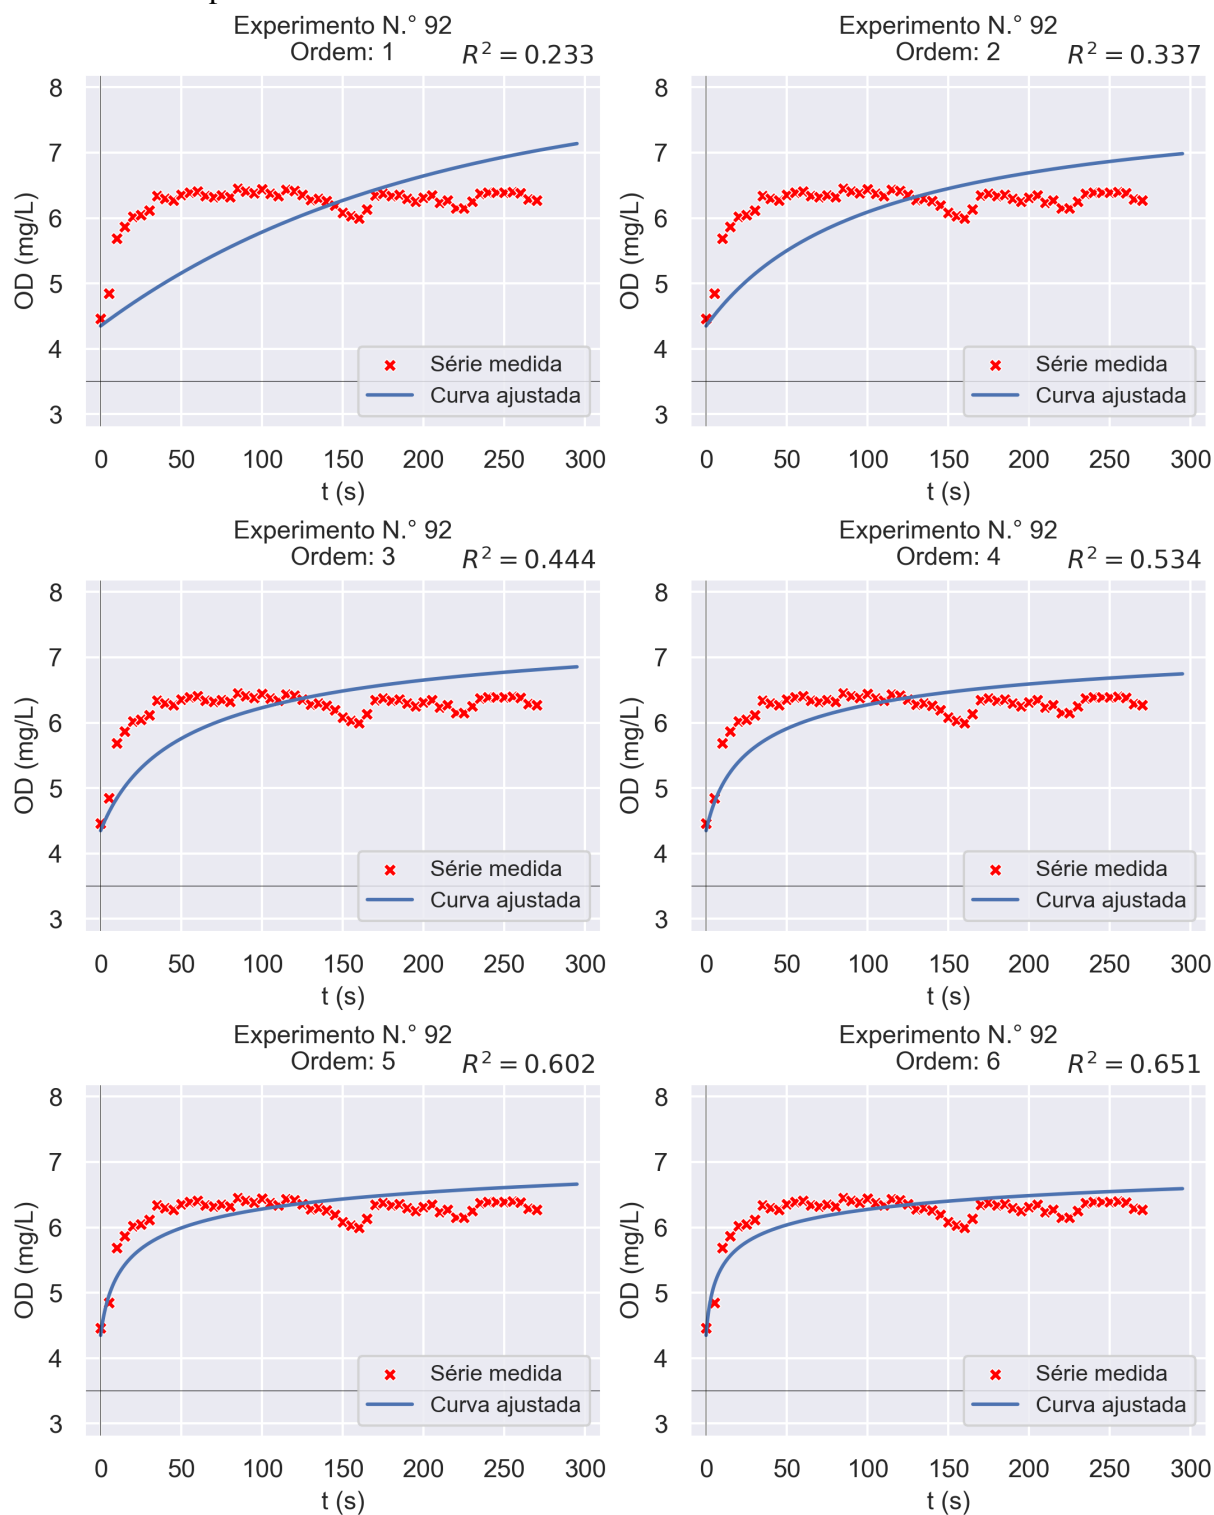 Experimento N.° 92
Ordem: 1 R² = 0.233
8
7
6
5
4
3
OD (mg/L)
Série medida
Curva ajustada
0 50 100 150 200 250 300
t (s)
Experimento N.° 92
Ordem: 2 R² = 0.337
8
7
6
5
4
3
OD (mg/L)
Série medida
Curva ajustada
0 50 100 150 200 250 300
t (s)
Experimento N.° 92
Ordem: 3 R² = 0.444
8
7
6
5
4
3
OD (mg/L)
Série medida
Curva ajustada
0 50 100 150 200 250 300
t (s)
Experimento N.° 92
Ordem: 4 R² = 0.534
8
7
6
5
4
3
OD (mg/L)
Série medida
Curva ajustada
0 50 100 150 200 250 300
t (s)
Experimento N.° 92
Ordem: 5 R² = 0.602
8
7
6
5
4
3
OD (mg/L)
Série medida
Curva ajustada
0 50 100 150 200 250 300
t (s)
Experimento N.° 92
Ordem: 6 R² = 0.651
8
7
6
5
4
3
OD (mg/L)
Série medida
Curva ajustada
0 50 100 150 200 250 300
t (s)